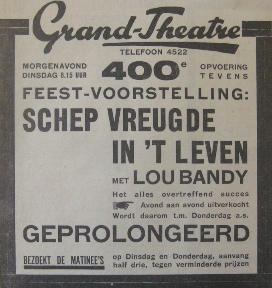 Grand-Theatre
TELEFOON 4522
MORGENAVOND
DINSDAG 8.15 UUR
400e
OPVOERING
TEVENS
FEEST-VOORSTELLING:
SCHEP VREUGDE
IN 'T LEVEN
MET LOU BANDY
Het alles overtreffend succes
Avond aan avond uitverkocht
Wordt daarom t.m. Donderdag a.s.
GEPROLONGEERD
BEZOEKT DE MATINEE'S
op Dinsdag en Donderdag, aanvang
half drie, tegen verminderde prijzen